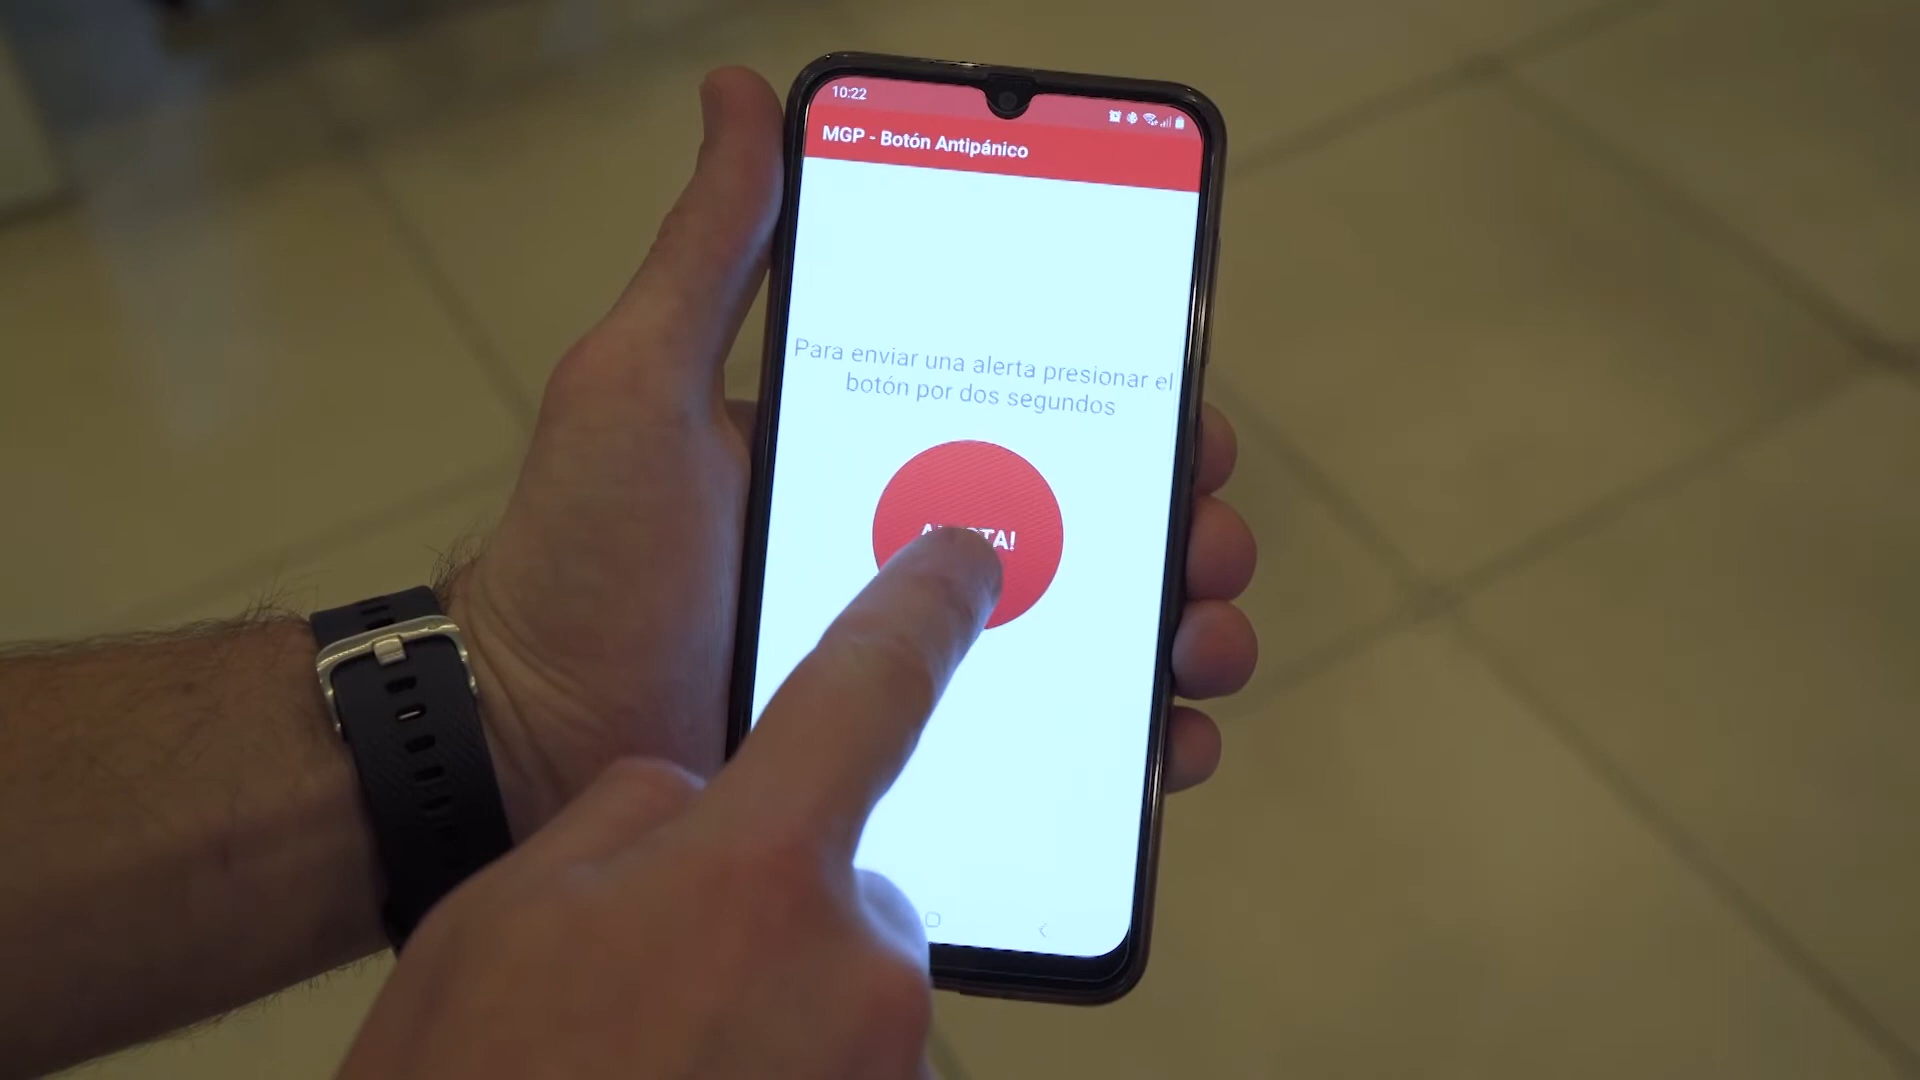 10:22
MGP - Botón Antipánico
Para enviar una alerta presionar el
botón por dos segundos